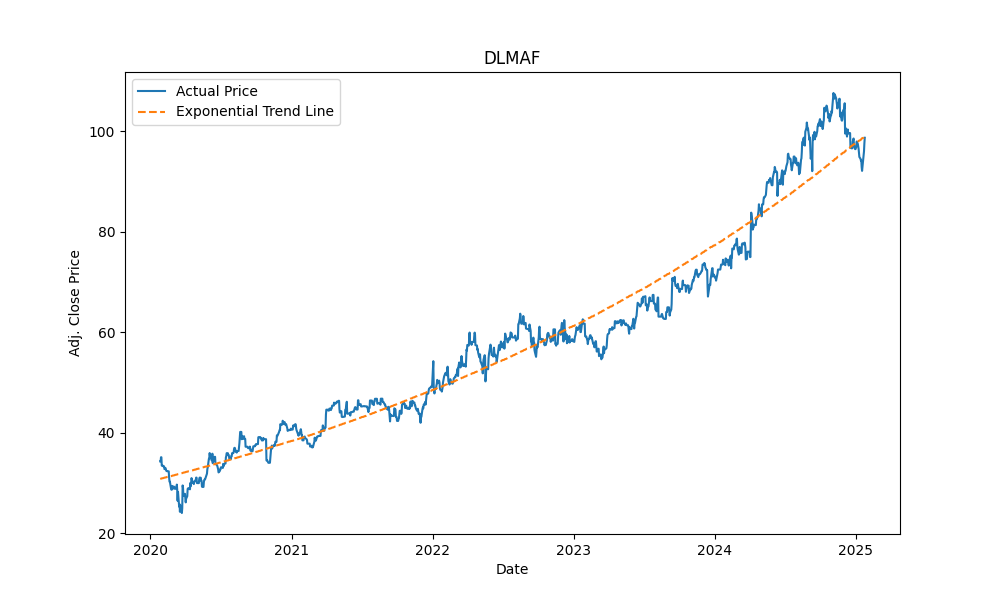 DLMAF
Actual Price
Exponential Trend Line
100
80
60
40
20
Adj. Close Price
2020 2021 2022 2023 2024 2025
Date